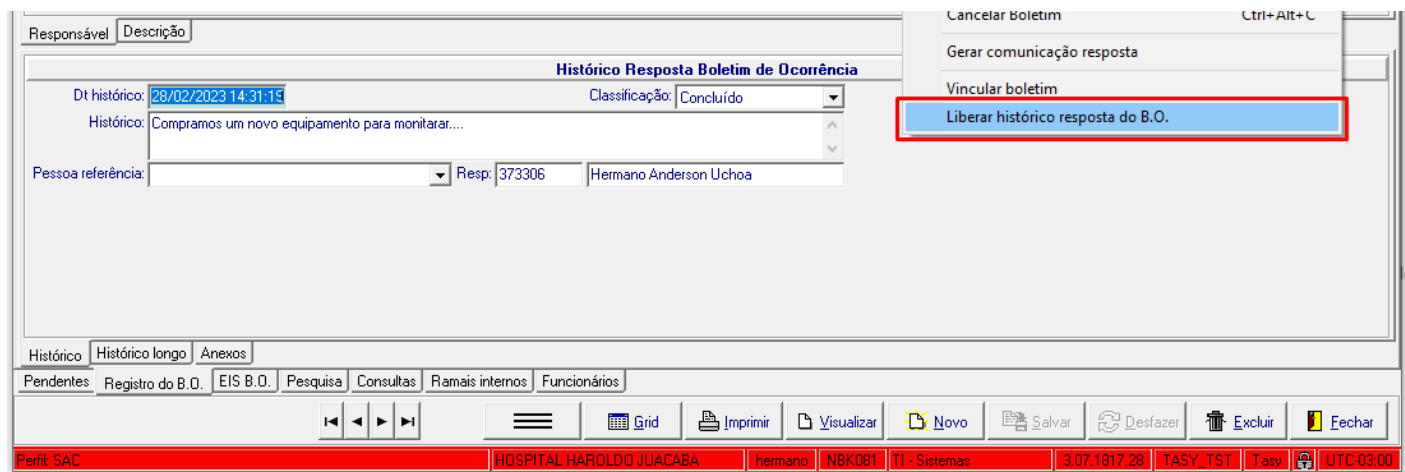 Cancelar Boletim Ctrl+Alt+C
Responsável Descrição
Gerar comunicação resposta
Histórico Resposta Boletim de Ocorrência
Vincular boletim
Dt histórico: 28/02/2023 14:31:19 Classificação: Concluído
Liberar histórico resposta do B.O.
Histórico: Compramos um novo equipamento para monitarar....
Pessoa referência: Resp: 373306 Hermano Anderson Uchoa
Histórico Histórico longo Anexos
Pendentes Registro do B.O. EIS B.O. Pesquisa Consultas Ramais internos Funcionários
Grid Imprimir Visualizar Novo Salvar Desfazer Excluir Fechar
Perfil: SAC HOSPITAL HAROLDO JUACABA hermano NBK081 TI - Sistemas 3.07.1817.28 TASY_TST Tasy UTC-03:00